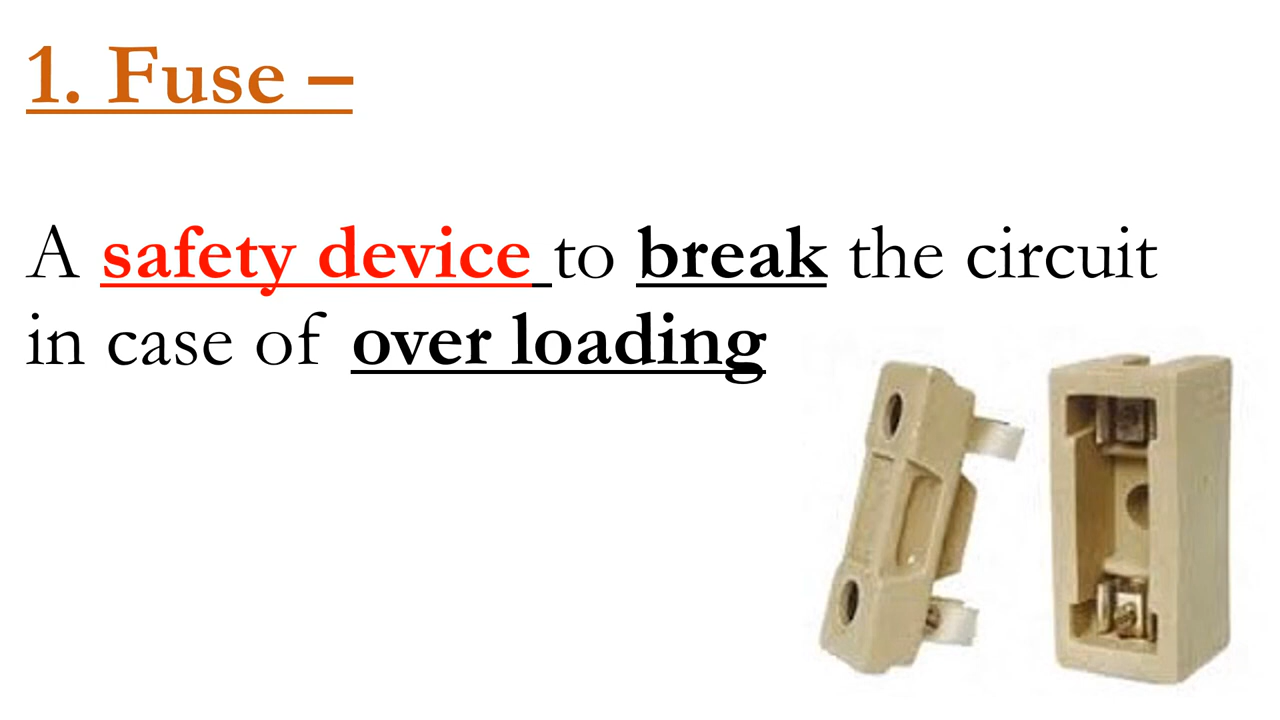 1. Fuse –
A safety device to break the circuit
in case of over loading